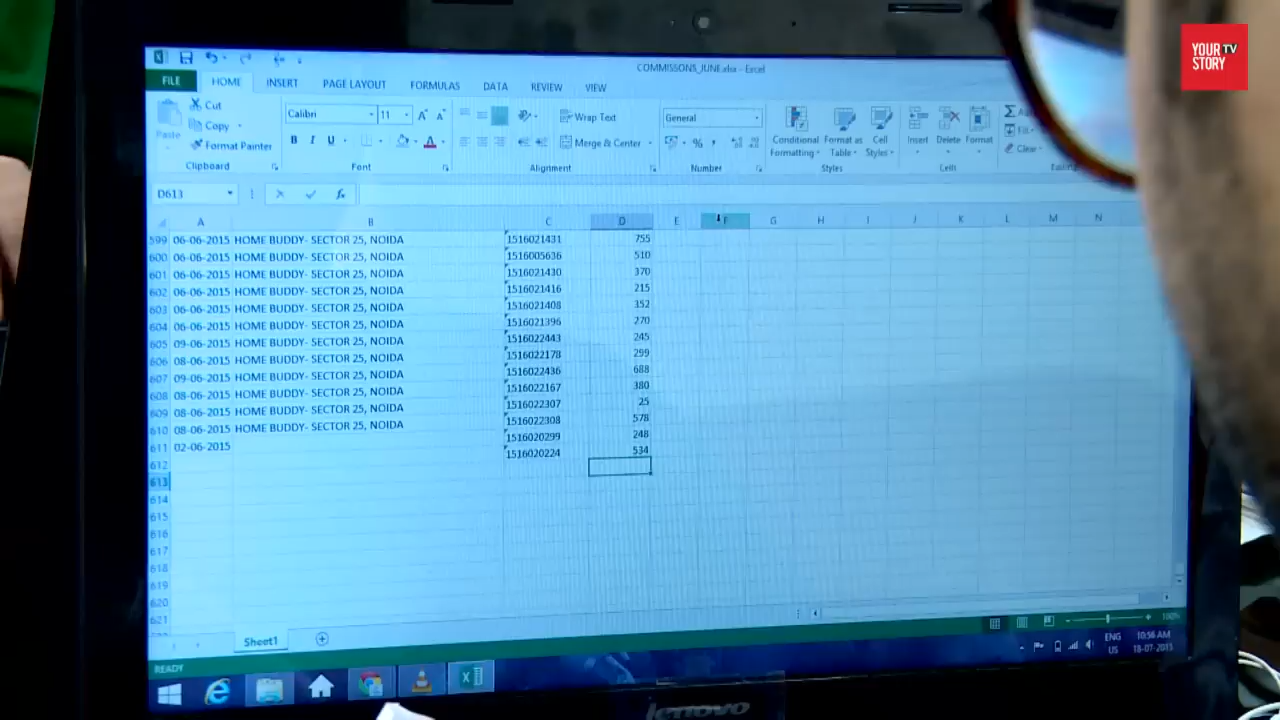 YOUR TV
STORY
COMMISSONS_JUNE.xlsx - Excel
FILE HOME INSERT PAGE LAYOUT FORMULAS DATA REVIEW VIEW
Cut
Copy
Format Painter
Paste
Calibri 11
B I U
Wrap Text
Merge & Center
General
%
Conditional Formatting
Format as Table
Cell Styles
Insert Delete Format
Fill
Clear
Clipboard Font Alignment Number Styles Cells
D613 fx
A B C D E F G H I J K L M N
599 06-06-2015 HOME BUDDY- SECTOR 25, NOIDA 1516021431 755
600 06-06-2015 HOME BUDDY- SECTOR 25, NOIDA 1516005636 510
601 06-06-2015 HOME BUDDY- SECTOR 25, NOIDA 1516021430 370
602 06-06-2015 HOME BUDDY- SECTOR 25, NOIDA 1516021416 215
603 06-06-2015 HOME BUDDY- SECTOR 25, NOIDA 1516021408 352
604 06-06-2015 HOME BUDDY- SECTOR 25, NOIDA 1516021396 270
605 09-06-2015 HOME BUDDY- SECTOR 25, NOIDA 1516022443 245
606 08-06-2015 HOME BUDDY- SECTOR 25, NOIDA 1516022178 299
607 09-06-2015 HOME BUDDY- SECTOR 25, NOIDA 1516022436 688
608 08-06-2015 HOME BUDDY- SECTOR 25, NOIDA 1516022167 380
609 08-06-2015 HOME BUDDY- SECTOR 25, NOIDA 1516022307 25
610 08-06-2015 HOME BUDDY- SECTOR 25, NOIDA 1516022308 578
611 02-06-2015 1516020299 248
612 1516020224 534
613
614
615
616
617
618
619
620
621
Sheet1
READY
100%
ENG 10:56 AM
US 18-07-2015
lenovo